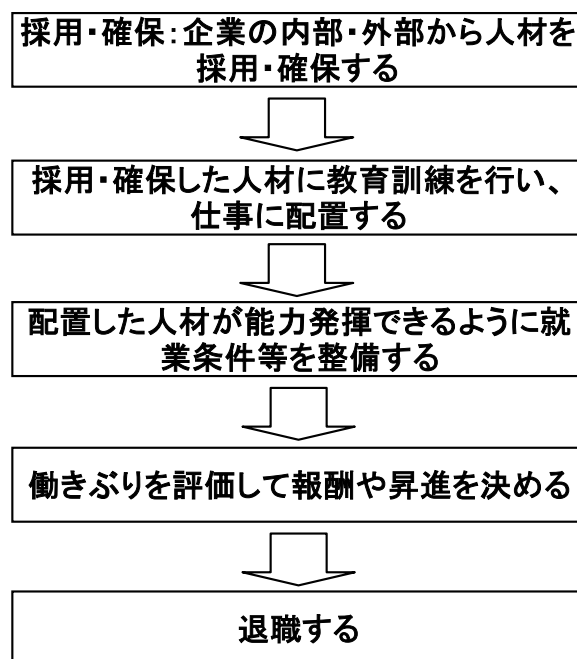 採用・確保：企業の内部・外部から人材を
採用・確保する
採用・確保した人材に教育訓練を行い、
仕事に配置する
配置した人材が能力発揮できるように就
業条件等を整備する
働きぶりを評価して報酬や昇進を決める
退職する